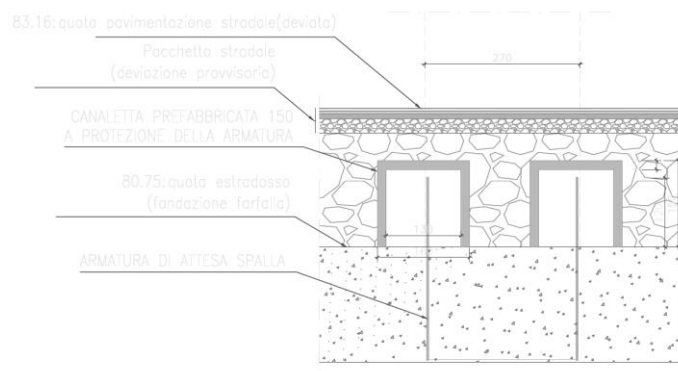 83.16:quota pavimentazione stradale(deviata)
Pacchetto stradale
(deviazione provvisoria)
270
CANALETTA PREFABBRICATA 150
A PROTEZIONE DELLA ARMATURA
80.75:quota estradosso
(fondazione farfalla)
130
ARMATURA DI ATTESA SPALLA